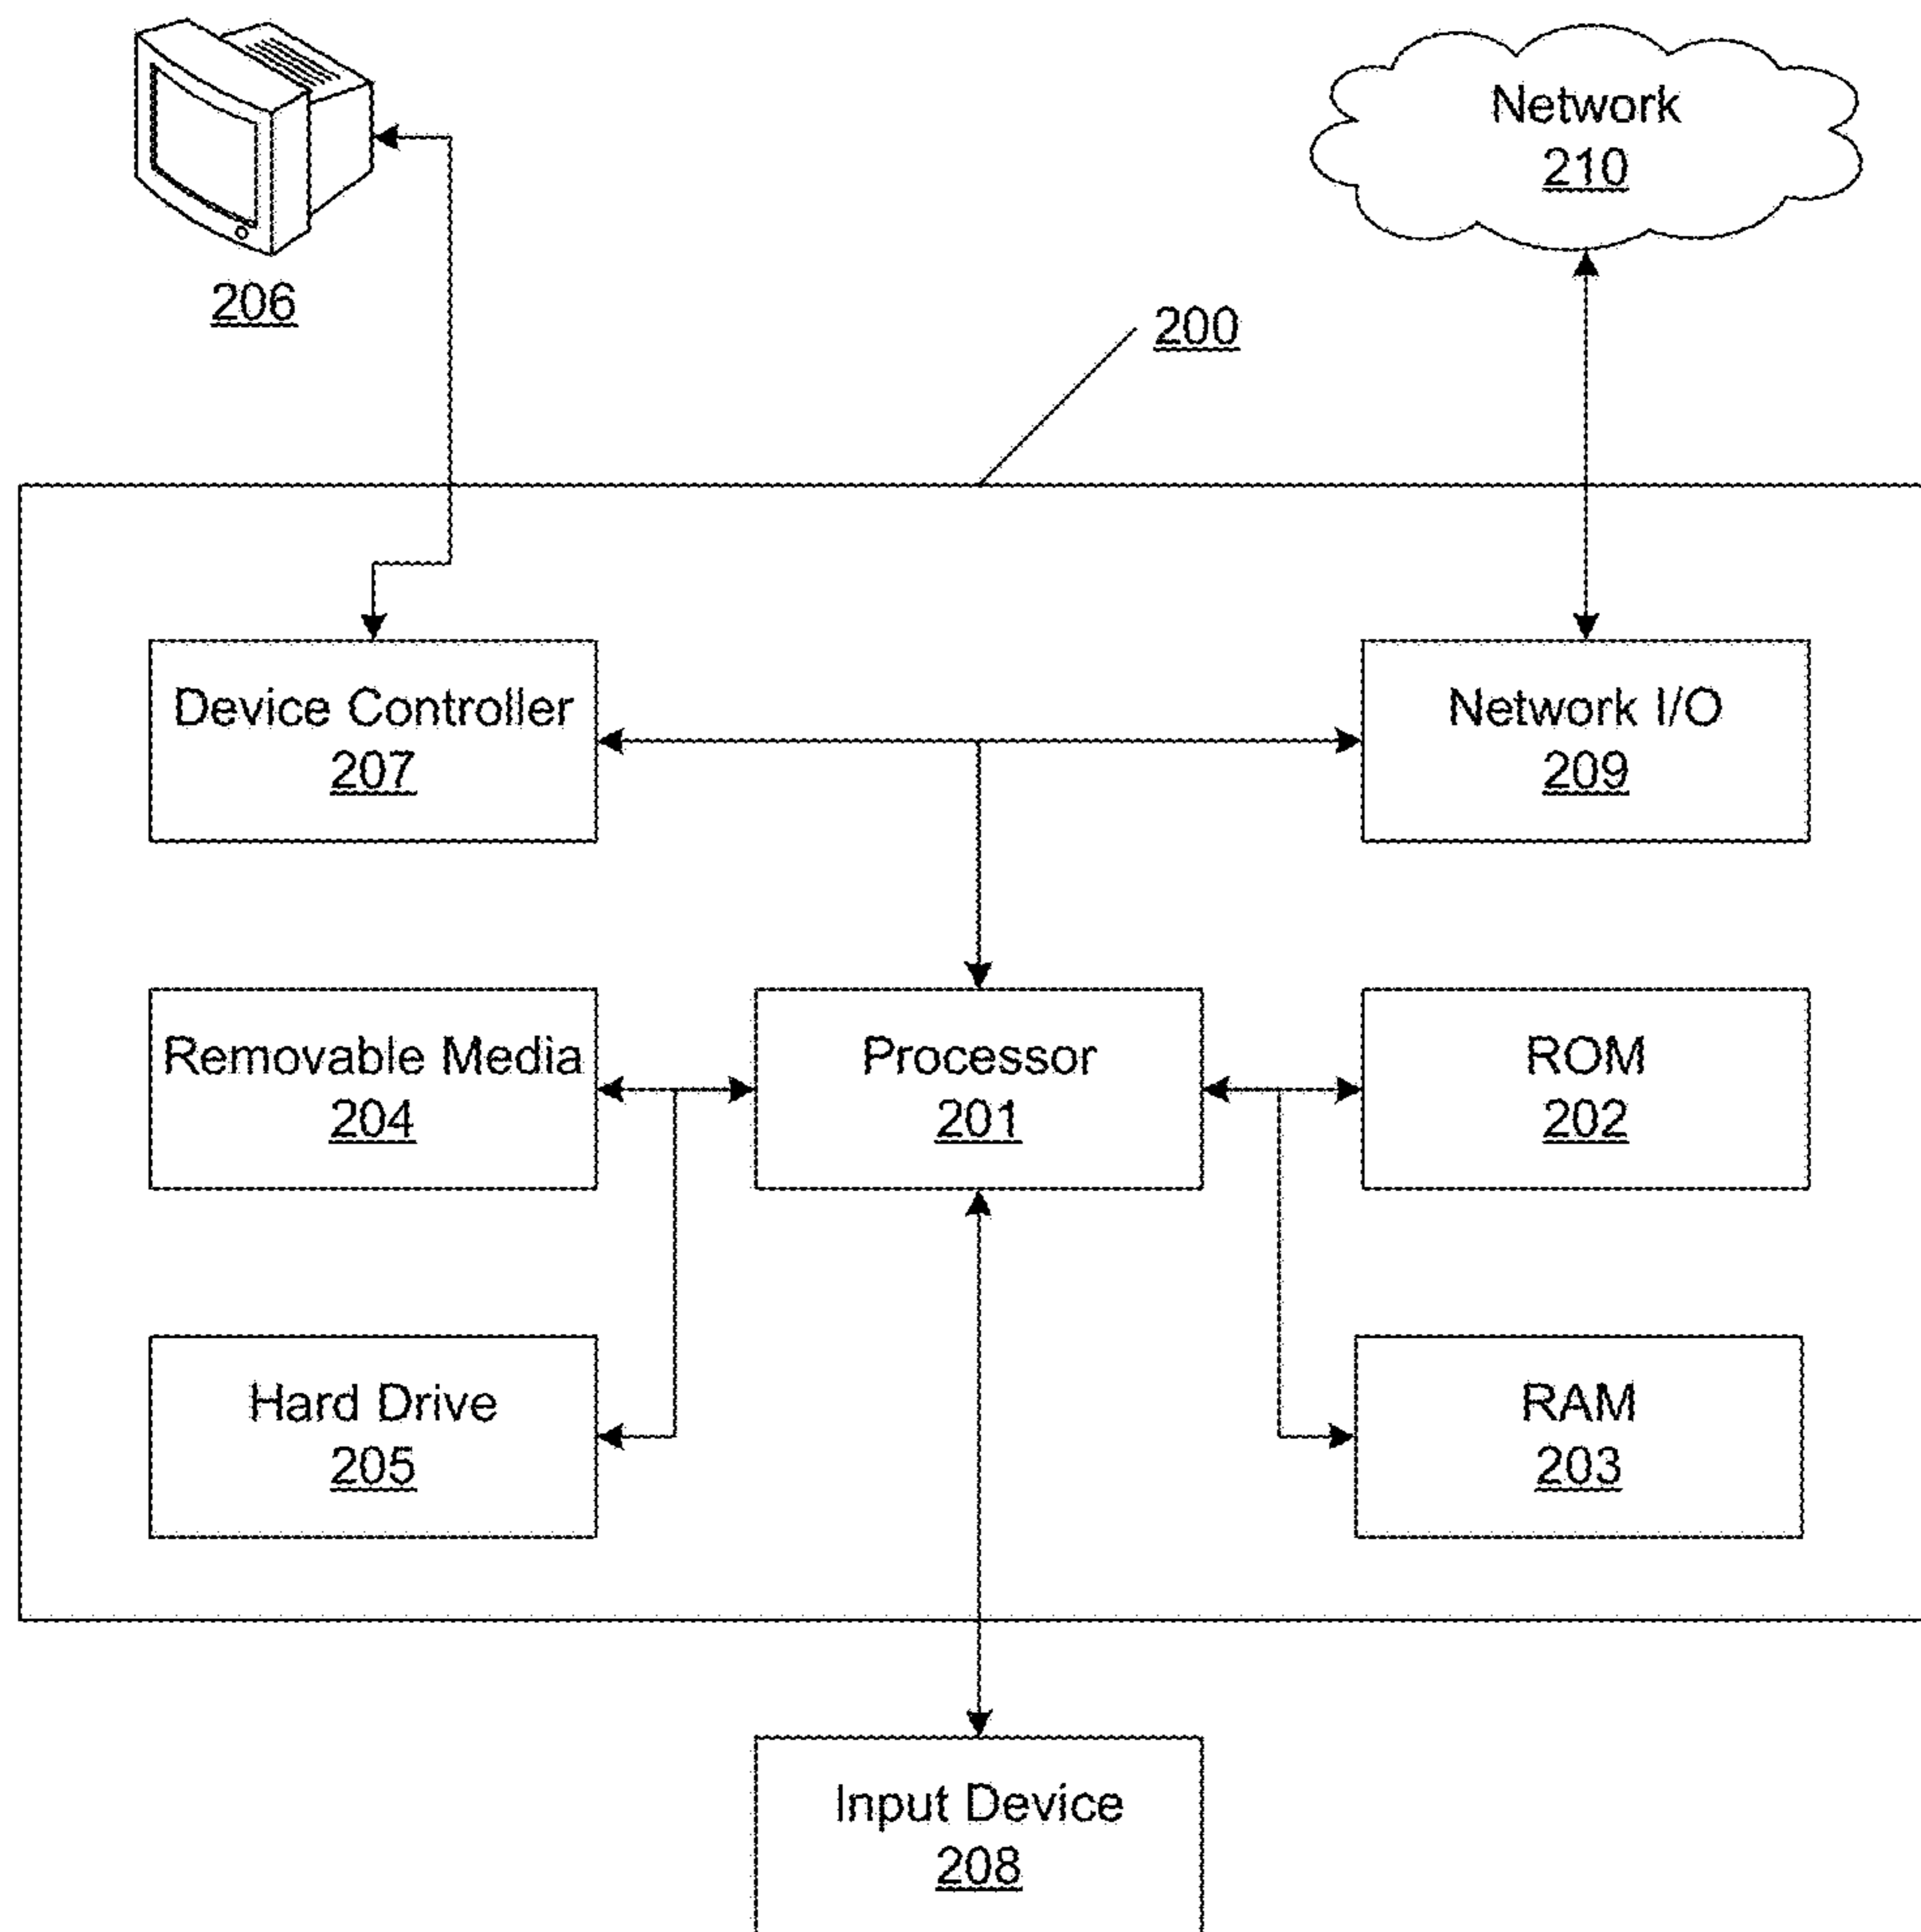 Network
210
206
200
Device Controller
207
Network I/O
209
Removable Media
204
Processor
201
ROM
202
Hard Drive
205
RAM
203
Input Device
208